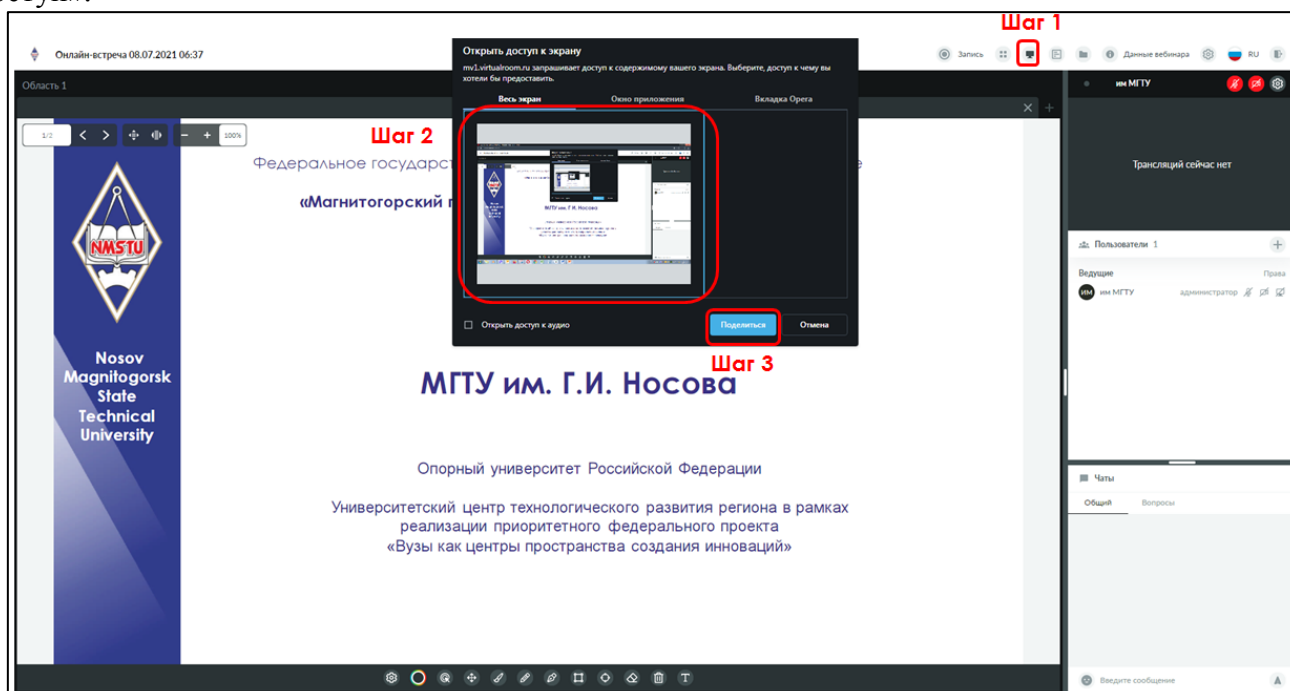 Шаг 1
Онлайн-встреча 08.07.2021 06:37
Запись
Данные вебинара
RU
Открыть доступ к экрану
mv1.virtualroom.ru запрашивает доступ к содержимому вашего экрана. Выберите, доступ к чему вы
хотели бы предоставить.
Весь экран
Окно приложения
Вкладка Opera
Область 1
им МГТУ
1/2
100%
Шаг 2
Федеральное государст
«Магнитогорский
NMSTU
Nosov
Magnitogorsk
State
Technical
University
Открыть доступ к аудио
Поделиться
Отмена
Шаг 3
МГТУ им. Г.И. Носова
Опорный университет Российской Федерации
Университетский центр технологического развития региона в рамках
реализации приоритетного федерального проекта
«Вузы как центры пространства создания инноваций»
Трансляций сейчас нет
Пользователи 1
Ведущие
Права
ИМ
им МГТУ
администратор
Чаты
Общий
Вопросы
Введите сообщение